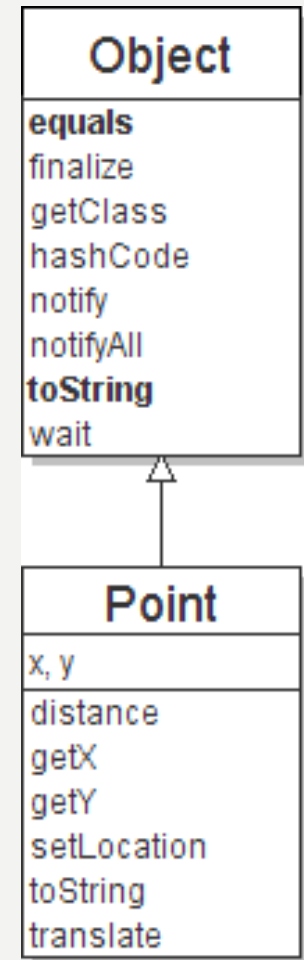 Object
equals
finalize
getClass
hashCode
notify
notifyAll
toString
wait
Point
x, y
distance
getX
getY
setLocation
toString
translate